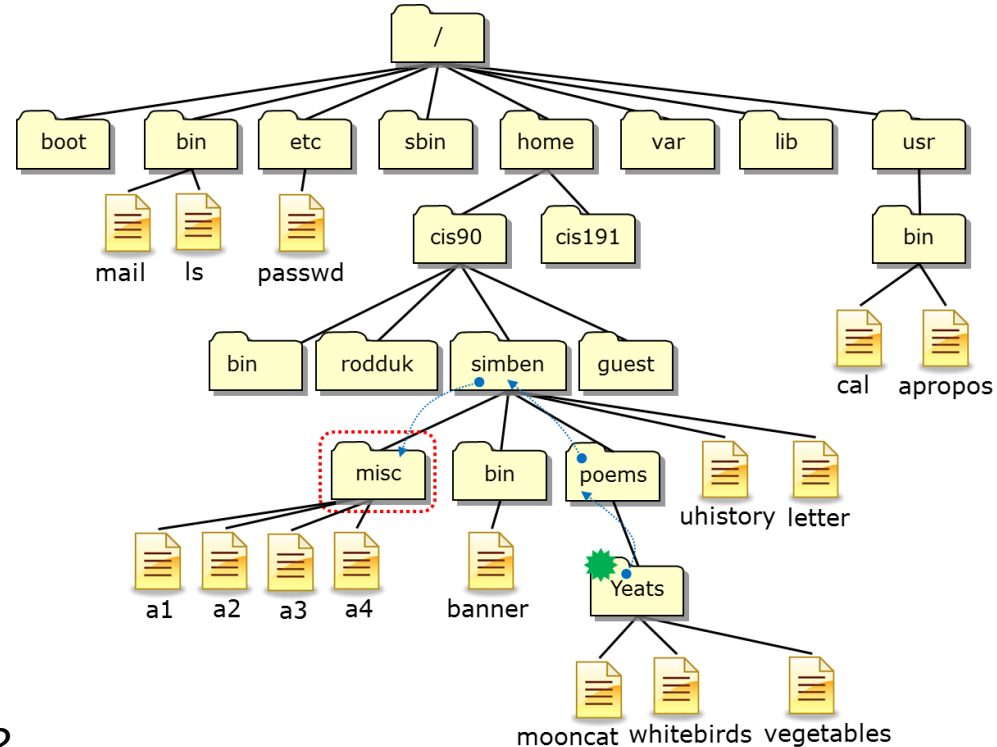 /
boot bin etc sbin home var lib usr
mail ls passwd
cis90 cis191 bin
bin rodduk simben guest
cal apropos
misc bin poems
uhistory letter
a1 a2 a3 a4 banner Yeats
mooncat whitebirds vegetables